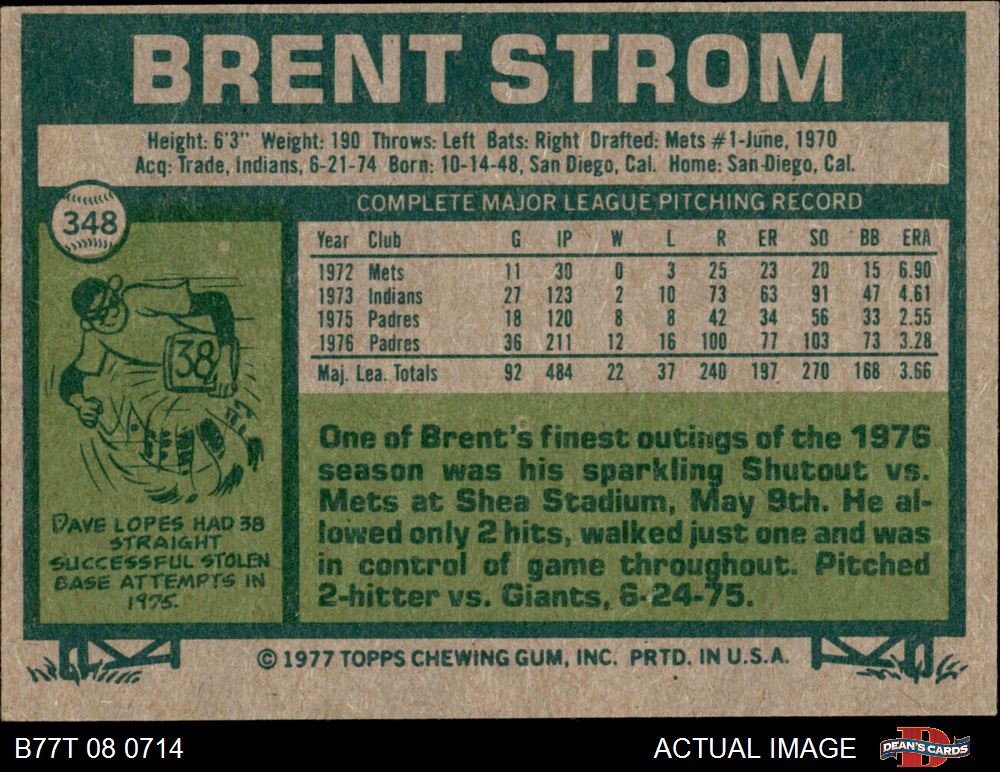 BRENT STROM
Height: 6'3" Weight: 190 Throws: Left Bats: Right Drafted: Mets #1-June, 1970
Acq: Trade, Indians, 6-21-74 Born: 10-14-48, San Diego, Cal. Home: San Diego, Cal.
348
COMPLETE MAJOR LEAGUE PITCHING RECORD
Year Club G IP W L R ER SO BB ERA
1972 Mets 11 30 0 3 25 23 20 15 6.90
1973 Indians 27 123 2 10 73 63 91 47 4.61
1975 Padres 18 120 8 8 42 34 56 33 2.55
1976 Padres 36 211 12 16 100 77 103 73 3.28
Maj. Lea. Totals 92 484 22 37 240 197 270 168 3.66
38
DAVE LOPES HAD 38
STRAIGHT
SUCCESSFUL STOLEN
BASE ATTEMPTS IN
1975.
One of Brent's finest outings of the 1976
season was his sparkling Shutout vs.
Mets at Shea Stadium, May 9th. He al-
lowed only 2 hits, walked just one and was
in control of game throughout. Pitched
2-hitter vs. Giants, 6-24-75.
© 1977 TOPPS CHEWING GUM, INC. PRTD. IN U.S.A.
B77T 08 0714
ACTUAL IMAGE
D
DEAN'S CARDS